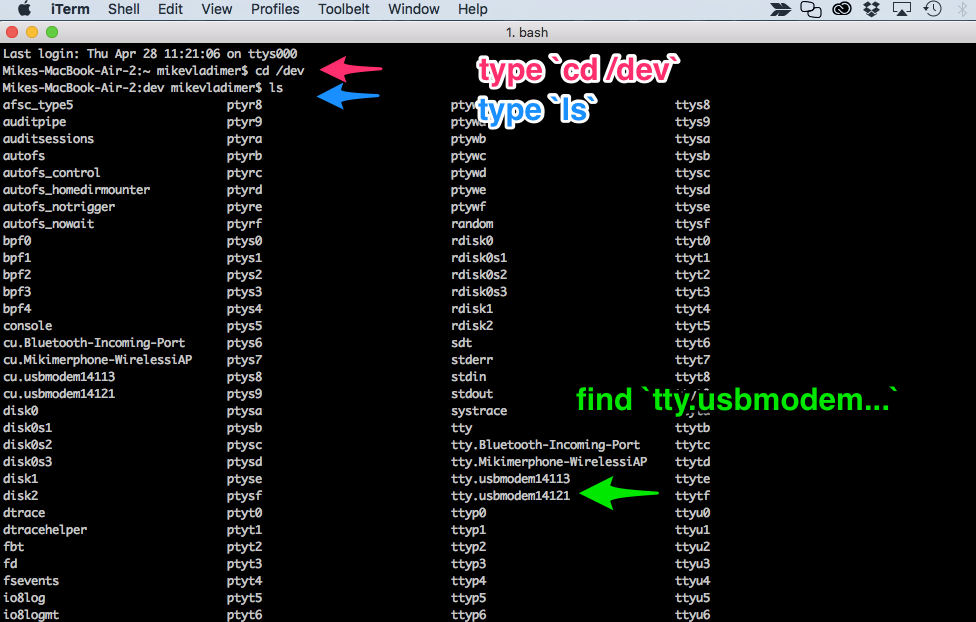 iTerm Shell Edit View Profiles Toolbelt Window Help
1. bash
Last login: Thu Apr 28 11:21:06 on ttys000
Mikes-MacBook-Air-2:~ mikevladimer$ cd /dev
type `cd /dev`
Mikes-MacBook-Air-2:dev mikevladimer$ ls
type `ls`
afsc_type5 ptyr8 ttys8
auditpipe ptyr9 ttys9
auditsessions ptyra ptywb ttysa
autofs ptyrb ptywc ttysb
autofs_control ptyrc ptywd ttysc
autofs_homedirmounter ptyrd ptywe ttysd
autofs_notrigger ptyre ptywf ttyse
autofs_nowait ptyrf random ttysf
bpf0 ptys0 rdisk0 ttyt0
bpf1 ptys1 rdisk0s1 ttyt1
bpf2 ptys2 rdisk0s2 ttyt2
bpf3 ptys3 rdisk0s3 ttyt3
bpf4 ptys4 rdisk1 ttyt4
console ptys5 rdisk2 ttyt5
cu.Bluetooth-Incoming-Port ptys6 sdt ttyt6
cu.Mikimerphone-WirelessiAP ptys7 stderr ttyt7
cu.usbmodem14113 ptys8 stdin ttyt8
cu.usbmodem14121 ptys9 stdout
find `tty.usbmodem...`
disk0 ptysa systrace
disk0s1 ptysb tty ttytb
disk0s2 ptysc tty.Bluetooth-Incoming-Port ttytc
disk0s3 ptysd tty.Mikimerphone-WirelessiAP ttytd
disk1 ptyse tty.usbmodem14113 ttyte
disk2 ptysf tty.usbmodem14121 ttytf
dtrace ptyt0 ttyp0 ttyu0
dtracehelper ptyt1 ttyp1 ttyu1
fbt ptyt2 ttyp2 ttyu2
fd ptyt3 ttyp3 ttyu3
fsevents ptyt4 ttyp4 ttyu4
io8log ptyt5 ttyp5 ttyu5
io8logmt ptyt6 ttyp6 ttyu6